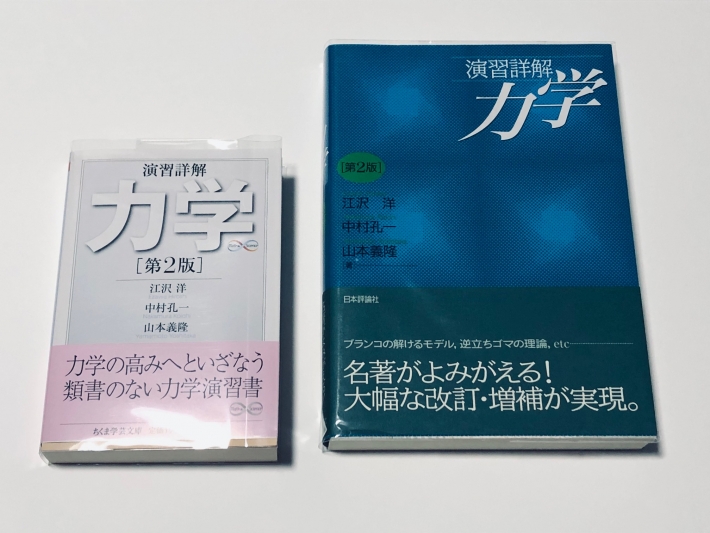 演習詳解
力学
[第2版]
江沢 洋
中村孔一
山本義隆
力学の高みへといざなう
類書のない力学演習書
ちくま学芸文庫
演習詳解
力学
[第2版]
江沢 洋
中村孔一
山本義隆
[著]
日本評論社
ブランコの解けるモデル, 逆立ちゴマの理論, etc
名著がよみがえる!
大幅な改訂・増補が実現。